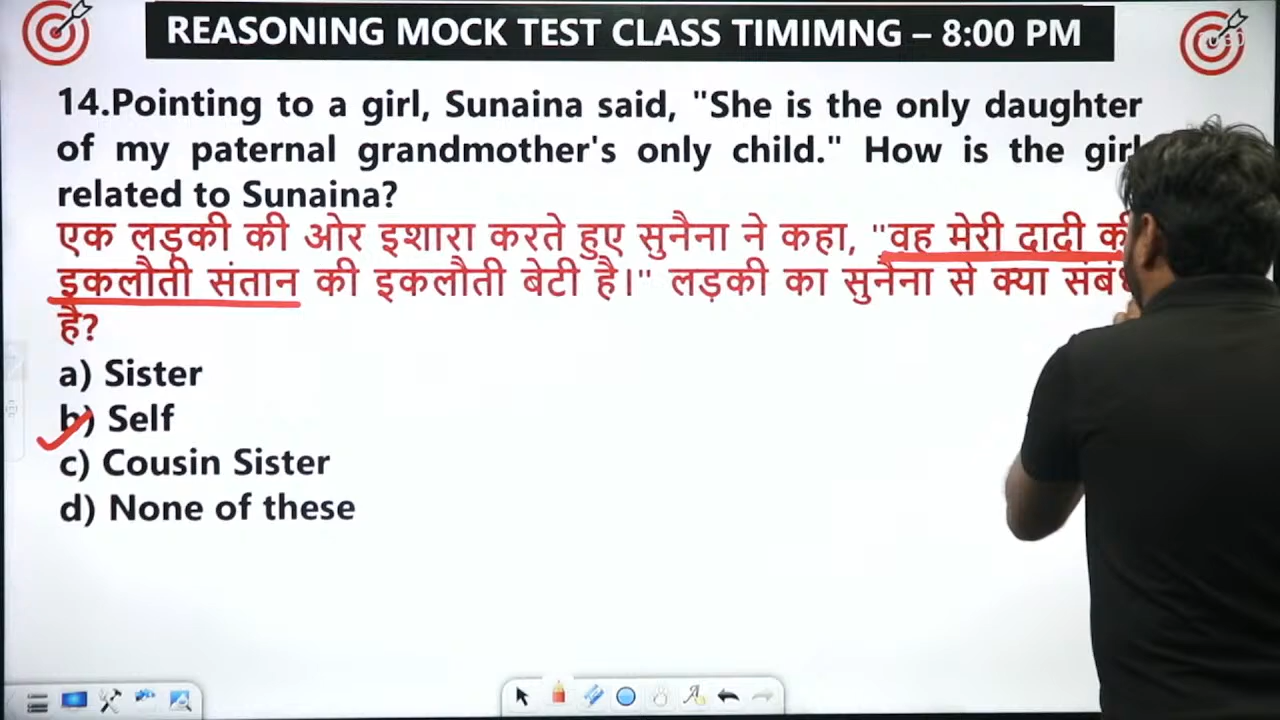 REASONING MOCK TEST CLASS TIMIMNG – 8:00 PM
14.Pointing to a girl, Sunaina said, "She is the only daughter
of my paternal grandmother's only child." How is the girl
related to Sunaina?
एक लड़की की ओर इशारा करते हुए सुनैना ने कहा, "वह मेरी दादी की
इकलौती संतान की इकलौती बेटी है।" लड़की का सुनैना से क्या
है?
a) Sister
b) Self
c) Cousin Sister
d) None of these